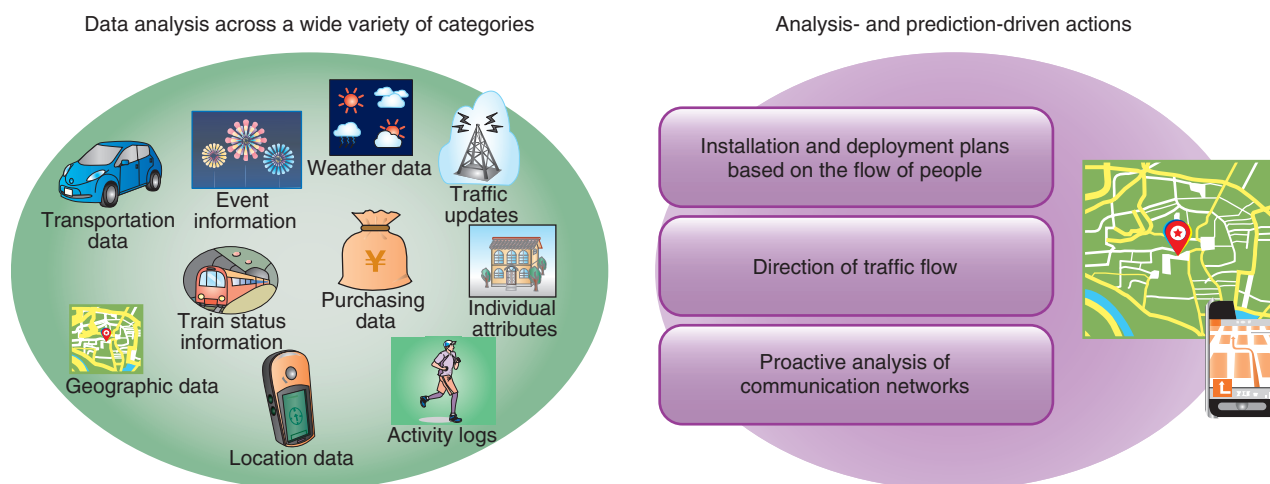 Data analysis across a wide variety of categories
Analysis- and prediction-driven actions
Transportation
data
Event
information
Weather data
Traffic
updates
Train status
information
¥
Purchasing
data
Individual
attributes
Geographic data
Location data
Activity logs
Installation and deployment plans
based on the flow of people
Direction of traffic flow
Proactive analysis of
communication networks